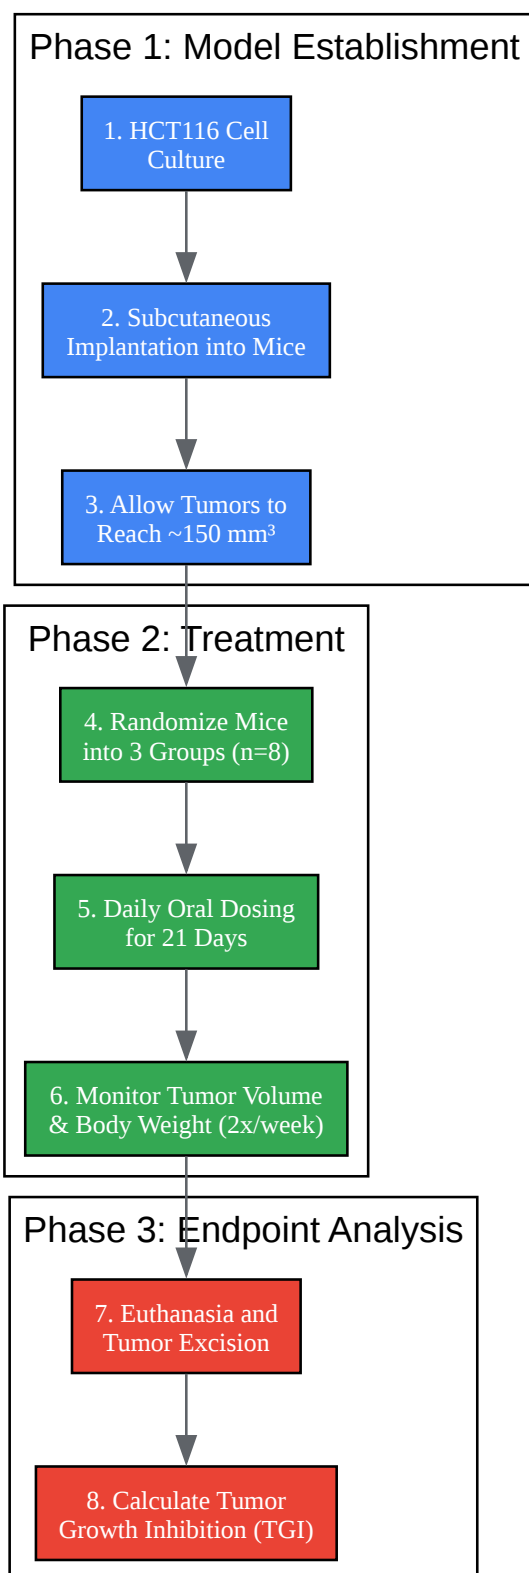 Phase 1: Model Establishment
1. HCT116 Cell
Culture
2. Subcutaneous
Implantation into Mice
3. Allow Tumors to
Reach ~150 mm³
Phase 2: Treatment
4. Randomize Mice
into 3 Groups (n=8)
5. Daily Oral Dosing
for 21 Days
6. Monitor Tumor Volume
& Body Weight (2x/week)
Phase 3: Endpoint Analysis
7. Euthanasia and
Tumor Excision
8. Calculate Tumor
Growth Inhibition (TGI)